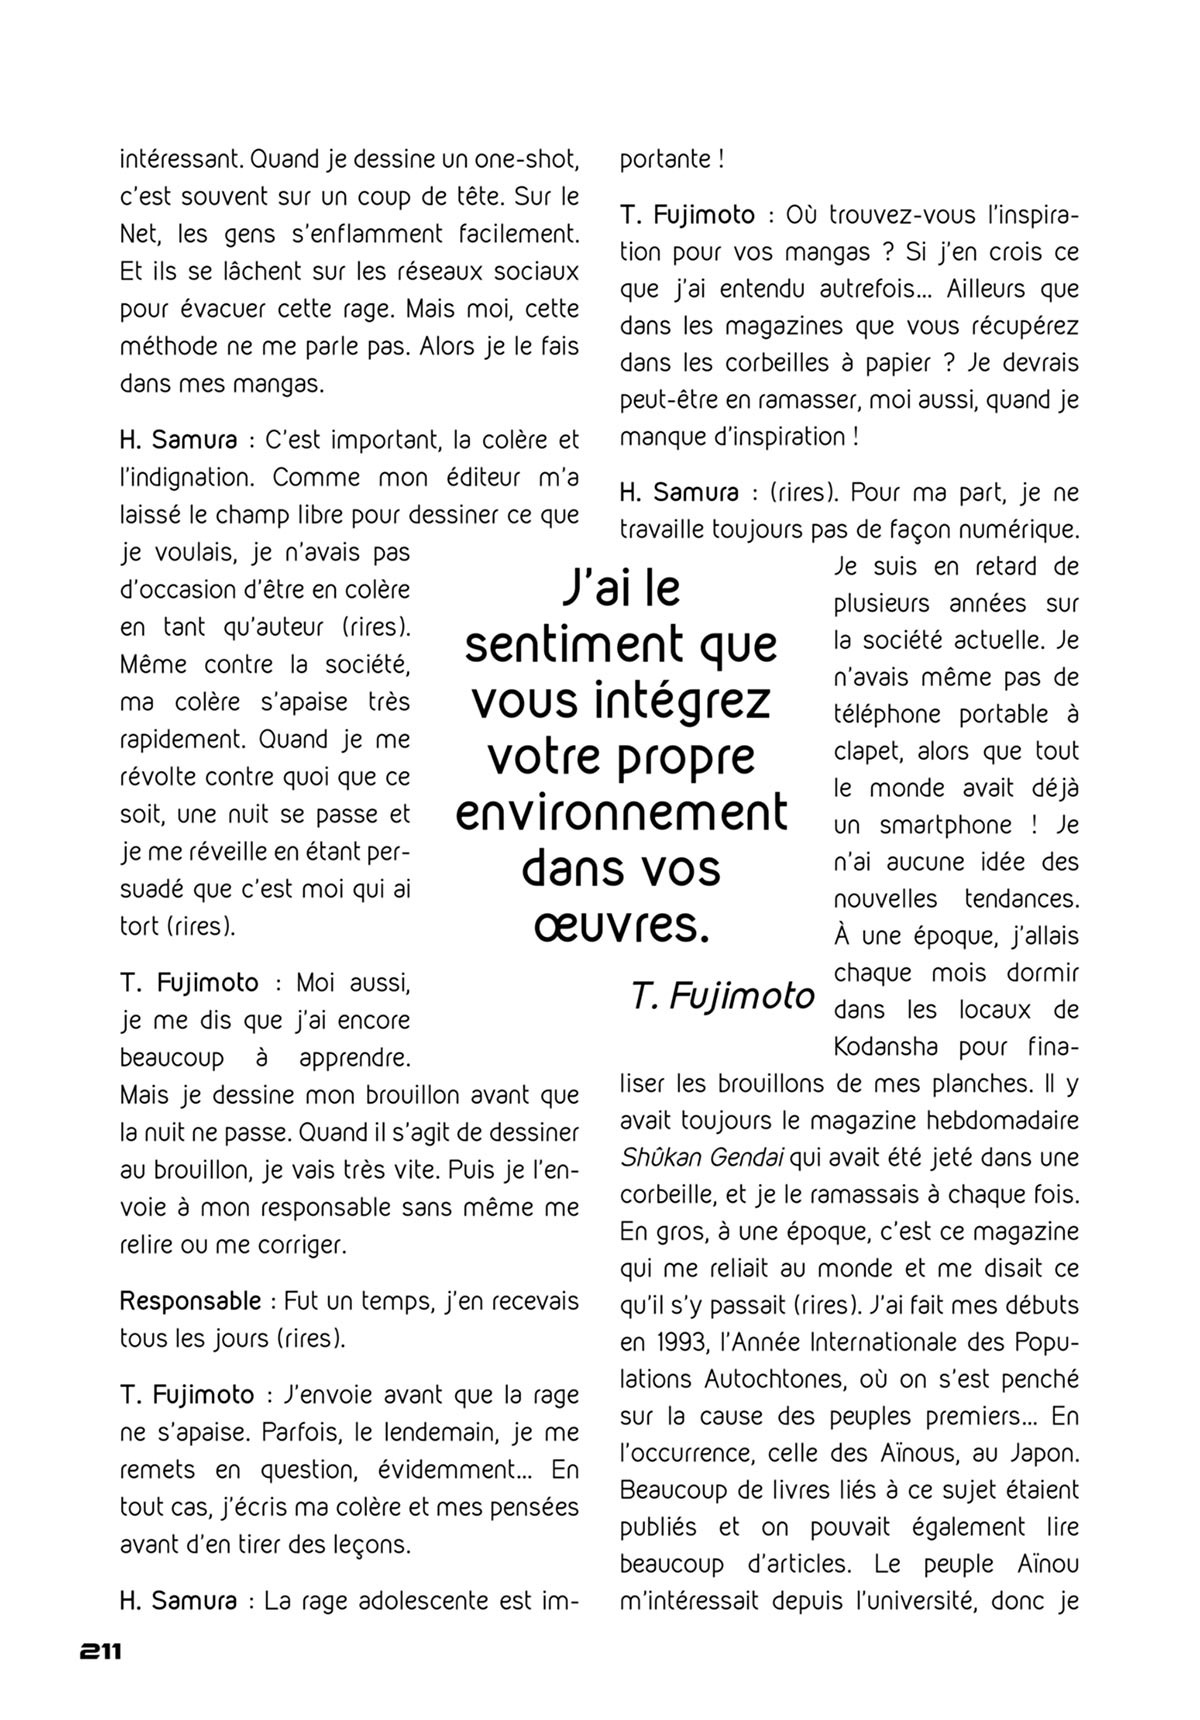 intéressant. Quand je dessine un one-shot,
c'est souvent sur un coup de tête. Sur le
Net, les gens s'enflamment facilement.
Et ils se lâchent sur les réseaux sociaux
pour évacuer cette rage. Mais moi, cette
méthode ne me parle pas. Alors je le fais
dans mes mangas.
H. Samura : C'est important, la colère et
l'indignation. Comme mon éditeur m'a
laissé le champ libre pour dessiner ce que
je voulais, je n'avais pas
d'occasion d'être en colère
en tant qu'auteur (rires).
Même contre la société,
ma colère s'apaise très
rapidement. Quand je me
révolte contre quoi que ce
soit, une nuit se passe et
je me réveille en étant per-
suadé que c'est moi qui ai
tort (rires).
T. Fujimoto : Moi aussi,
je me dis que j'ai encore
beaucoup à apprendre.
Mais je dessine mon brouillon avant que
la nuit ne passe. Quand il s'agit de dessiner
au brouillon, je vais très vite. Puis je l'en-
voie à mon responsable sans même me
relire ou me corriger.
Responsable : Fut un temps, j'en recevais
tous les jours (rires).
T. Fujimoto : J'envoie avant que la rage
ne s'apaise. Parfois, le lendemain, je me
remets en question, évidemment... En
tout cas, j'écris ma colère et mes pensées
avant d'en tirer des leçons.
H. Samura : La rage adolescente est im-
portante !
T. Fujimoto : Où trouvez-vous l'inspira-
tion pour vos mangas ? Si j'en crois ce
que j'ai entendu autrefois... Ailleurs que
dans les magazines que vous récupérez
dans les corbeilles à papier ? Je devrais
peut-être en ramasser, moi aussi, quand je
manque d'inspiration !
H. Samura : (rires). Pour ma part, je ne
travaille toujours pas de façon numérique.
Je suis en retard de
plusieurs années sur
la société actuelle. Je
n'avais même pas de
téléphone portable à
clapet, alors que tout
le monde avait déjà
un smartphone ! Je
n'ai aucune idée des
nouvelles tendances.
À une époque, j'allais
chaque mois dormir
dans les locaux de
Kodansha pour fina-
liser les brouillons de mes planches. Il y
avait toujours le magazine hebdomadaire
Shûkan Gendai qui avait été jeté dans une
corbeille, et je le ramassais à chaque fois.
En gros, à une époque, c'est ce magazine
qui me reliait au monde et me disait ce
qu'il s'y passait (rires). J'ai fait mes débuts
en 1993, l'Année Internationale des Popu-
lations Autochtones, où on s'est penché
sur la cause des peuples premiers... En
l'occurrence, celle des Aïnous, au Japon.
Beaucoup de livres liés à ce sujet étaient
publiés et on pouvait également lire
beaucoup d'articles. Le peuple Aïnou
m'intéressait depuis l'université, donc je
J'ai le
sentiment que
vous intégrez
votre propre
environnement
dans vos
œuvres.
T. Fujimoto
211